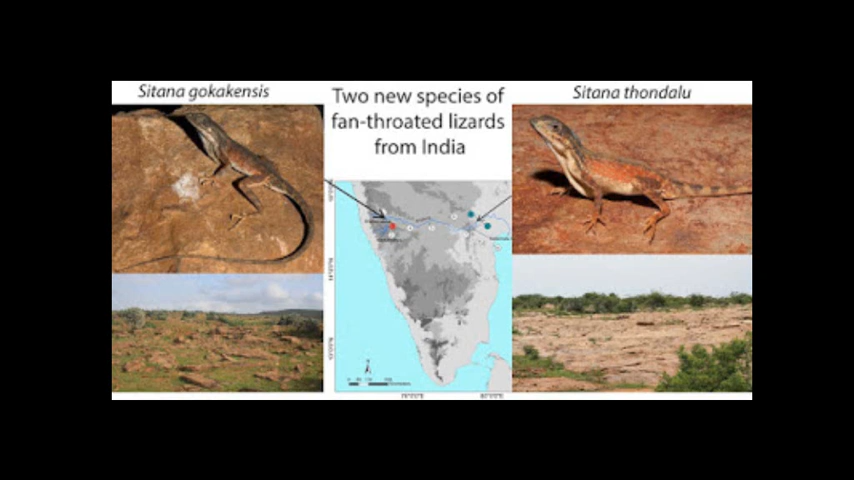 Sitana gokakensis
Two new species of
fan-throated lizards
from India
Sitana thondalu